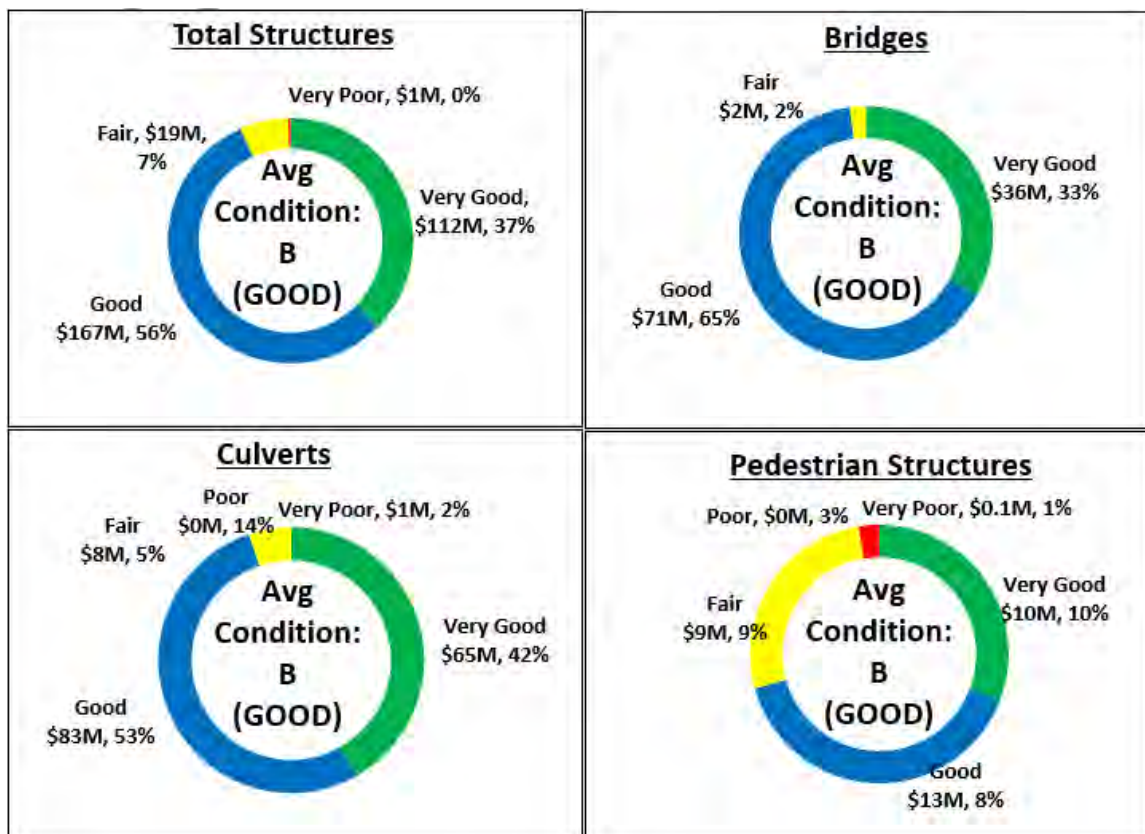 Total Structures
Very Poor, $1M, 0%
Fair, $19M,
7%
Avg
Condition:
B
(GOOD)
Very Good,
$112M, 37%
Good
$167M, 56%
Bridges
Fair
$2M, 2%
Avg
Condition:
B
(GOOD)
Very Good
$36M, 33%
Good
$71M, 65%
Culverts
Poor
$0M, 14%
Very Poor, $1M, 2%
Fair
$8M, 5%
Avg
Condition:
B
(GOOD)
Very Good
$65M, 42%
Good
$83M, 53%
Pedestrian Structures
Poor, $0M, 3%
Very Poor, $0.1M, 1%
Fair
$9M, 9%
Avg
Condition:
B
(GOOD)
Very Good
$10M, 10%
Good
$13M, 8%